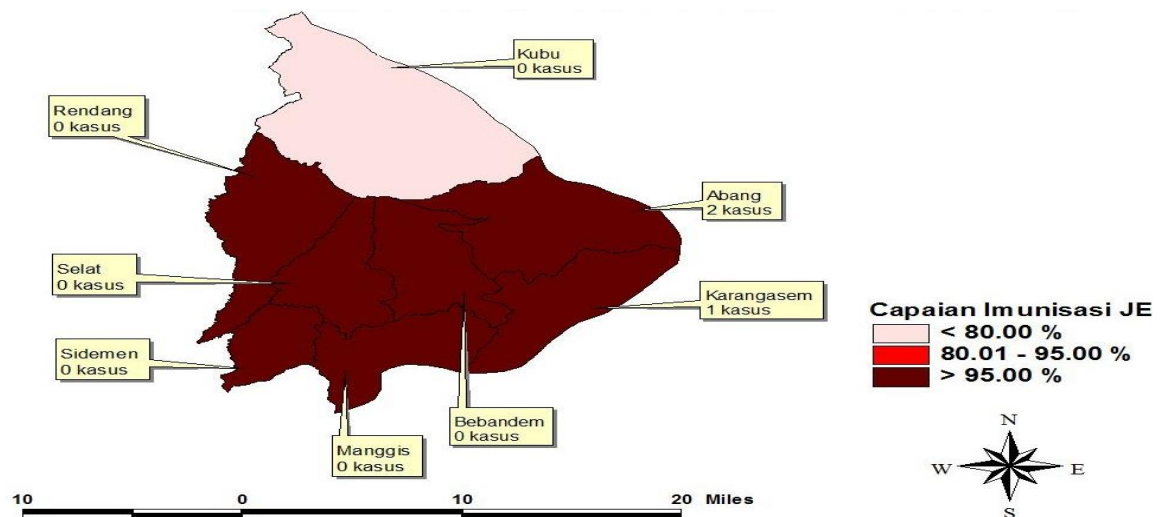 Kubu
0 kasus
Rendang
0 kasus
Abang
2 kasus
Selat
0 kasus
Karangasem
1 kasus
Sidemen
0 kasus
Bebandem
0 kasus
Manggis
0 kasus
Capaian Imunisasi JE
< 80.00 %
80.01 - 95.00 %
> 95.00 %
N
W E
S
10 0 10 20 Miles